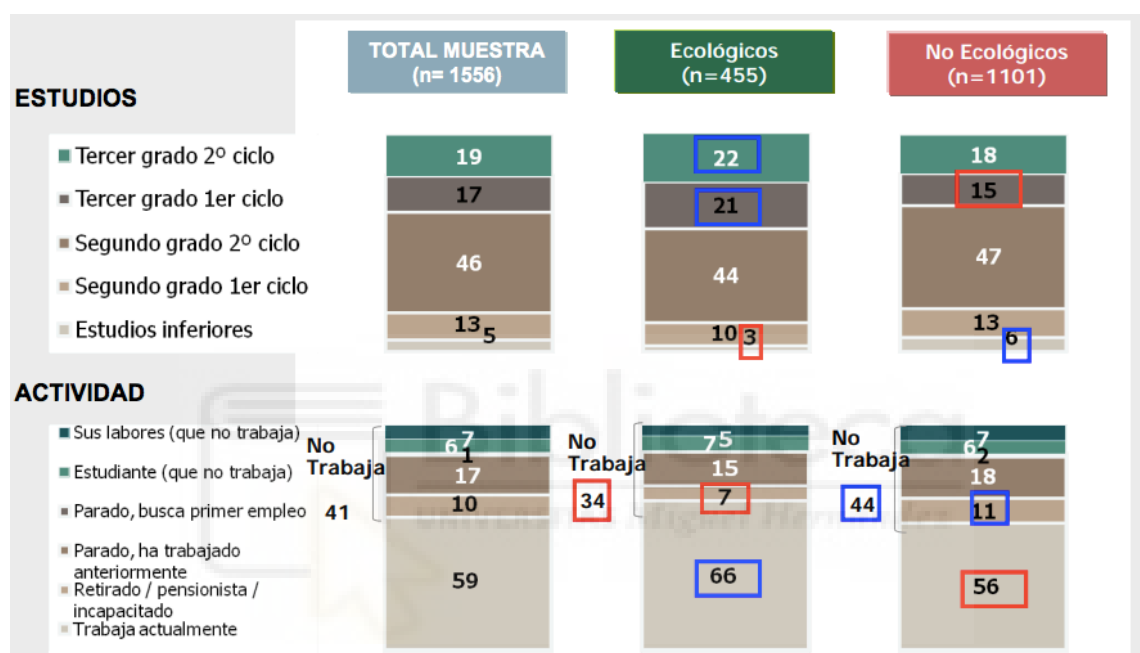 TOTAL MUESTRA
(n= 1556)
Ecológicos
(n=455)
No Ecológicos
(n=1101)
ESTUDIOS
Tercer grado 2º ciclo
19
22
18
Tercer grado 1er ciclo
17
21
15
Segundo grado 2º ciclo
46
44
47
Segundo grado 1er ciclo
13
10
13
Estudios inferiores
5
3
6
ACTIVIDAD
Sus labores (que no trabaja)
7
5
7
Estudiante (que no trabaja)
6
7
6
Parado, busca primer empleo
1
2
Parado, ha trabajado
anteriormente
17
15
18
Retirado / pensionista /
incapacitado
10
7
11
Trabaja actualmente
59
66
56
No
Trabaja
41
No
Trabaja
34
No
Trabaja
44
Biblioteca
UNIVERSITAS Miguel Hernández